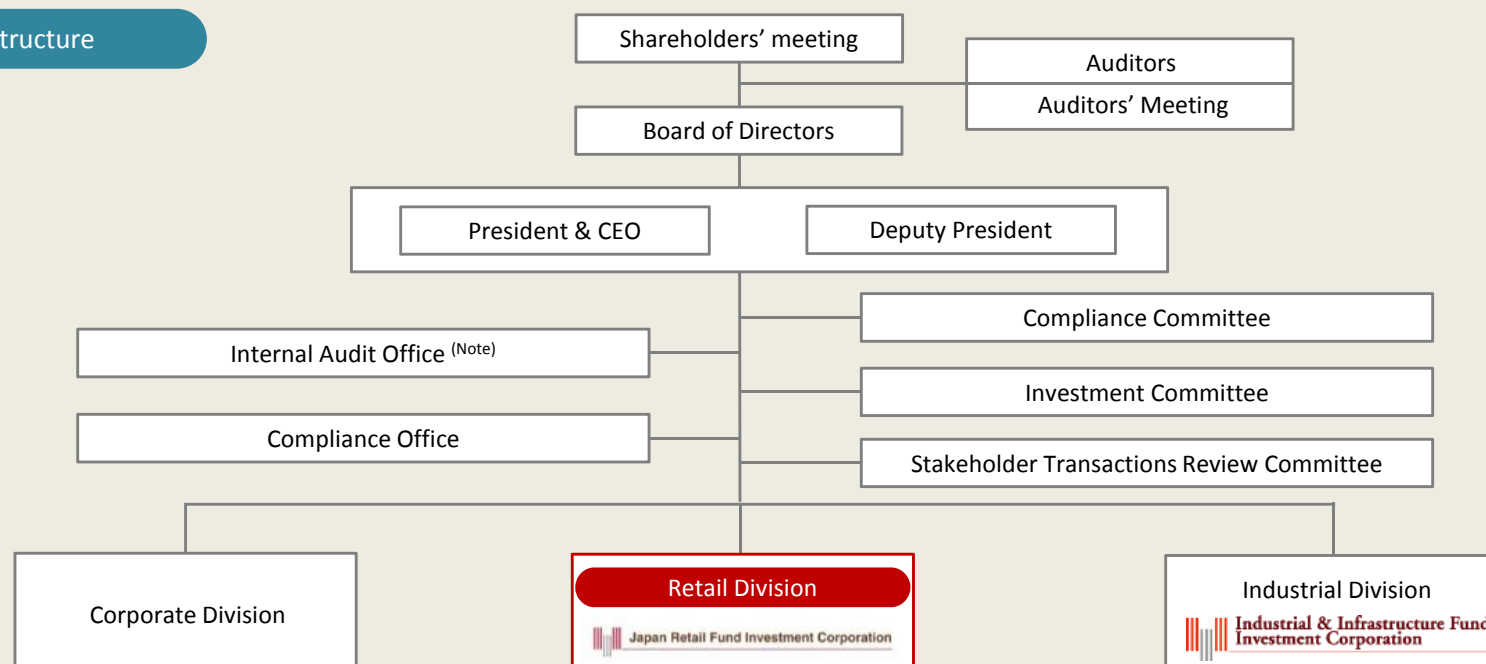 tructure
Shareholders’ meeting
Auditors
Auditors’ Meeting
Board of Directors
President & CEO
Deputy President
Compliance Committee
Internal Audit Office (Note)
Investment Committee
Compliance Office
Stakeholder Transactions Review Committee
Corporate Division
Retail Division
Japan Retail Fund Investment Corporation
Industrial Division
Industrial & Infrastructure Fund
Investment Corporation